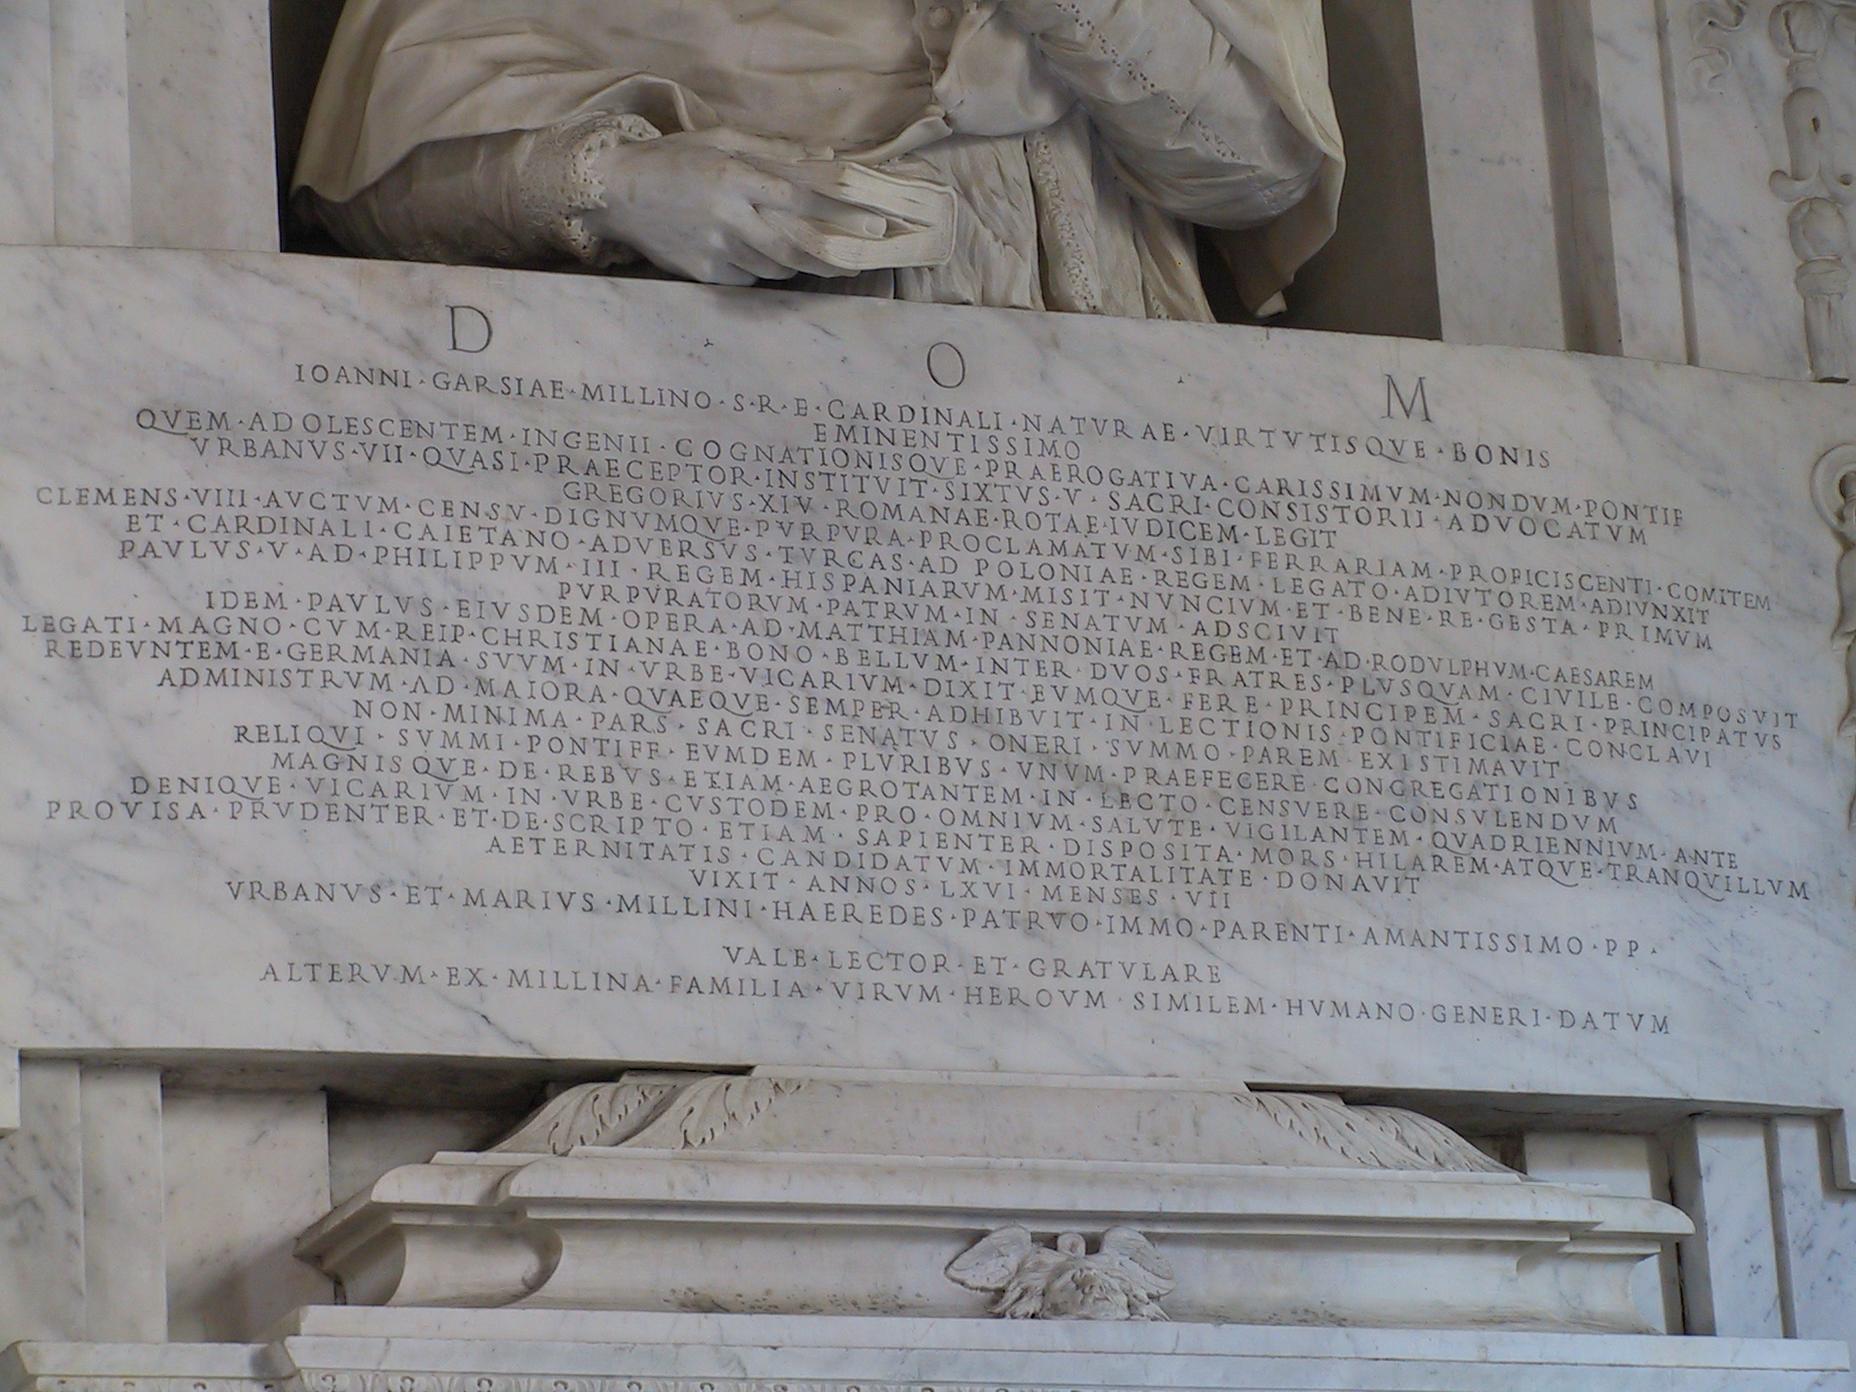 D O M
IOANNI·GARSIAE·MILLINO·S·R·E·CARDINALI·NATVRAE·VIRTVTISQVE·BONIS
EMINENTISSIMO
QVEM·ADOLESCENTEM·INGENII·COGNATIONISQVE·PRAEROGATIVA·CARISSIMVM·NONDVM·PONTIF
VRBANVS·VII·QVASI·PRAECEPTOR·INSTITVIT·SIXTVS·V·SACRI·CONSISTORII·ADVOCATVM
GREGORIVS·XIV·ROMANAE·ROTAE·IVDICEM·LEGIT
CLEMENS·VIII·AVCTVM·CENSV·DIGNVMQVE·PVRPVRA·PROCLAMATVM·SIBI·FERRARIAM·PROFICISCENTI·COMITEM
ET·CARDINALI·CAIETANO·ADVERSVS·TVRCAS·AD POLONIAE·REGEM·LEGATO·ADIVTOREM·ADIVNXIT
PAVLVS·V·AD·PHILIPPVM·III·REGEM·HISPANIARVM·MISIT·NVNCIVM·ET·BENE·RE·GESTA·PRIMVM
PVRPVRATORVM·PATRVM·IN·SENATVM·ADSCIVIT
IDEM·PAVLVS·EIVSDEM·OPERA·AD·MATTHIAM·PANNONIAE·REGEM·ET·AD·RODVLPHVM·CAESAREM
LEGATI·MAGNO·CVM·REIP·CHRISTIANAE·BONO·BELLVM·INTER·DVOS·FRATRES·PLVSQVAM·CIVILE·COMPOSVIT
REDEVNTEM·E·GERMANIA·SVVM·IN·VRBE·VICARIVM·DIXIT·EVMQVE·FERE·PRINCIPEM·SACRI·PRINCIPATVS
ADMINISTRVM·AD·MAIORA·QVAEQVE·SEMPER·ADHIBVIT·IN·LECTIONIS·PONTIFICIAE·CONCLAVI
NON·MINIMA·PARS·SACRI·SENATVS·ONERI·SVMMO·PAREM·EXISTIMAVIT
RELIQVI·SVMMI·PONTIFF·EVMDEM·PLVRIBVS·VNVM·PRAEFECERE·CONGREGATIONIBVS
MAGNISQVE·DE·REBVS·ETIAM·AEGROTANTEM·IN·LECTO·CENSVERE·CONSVLENDVM
DENIQVE·VICARIVM·IN·VRBE·CVSTODEM·PRO·OMNIVM·SALVTE·VIGILANTEM·QVADRIENNIVM·ANTE
PROVISA·PRVDENTER·ET·DE·SCRIPTO·ETIAM·SAPIENTER·DISPOSITA·MORS·HILAREM·ATQVE·TRANQVILLVM
AETERNITATIS·CANDIDATVM·IMMORTALITATE·DONAVIT
VIXIT·ANNOS·LXVI·MENSES·VII
VRBANVS·ET·MARIVS·MILLINI·HAEREDES·PATRVO·IMMO·PARENTI·AMANTISSIMO·PP·
VALE·LECTOR·ET·GRATVLARE
ALTERVM·EX·MILLINA·FAMILIA·VIRVM·HEROVM·SIMILEM·HVMANO·GENERI·DATVM